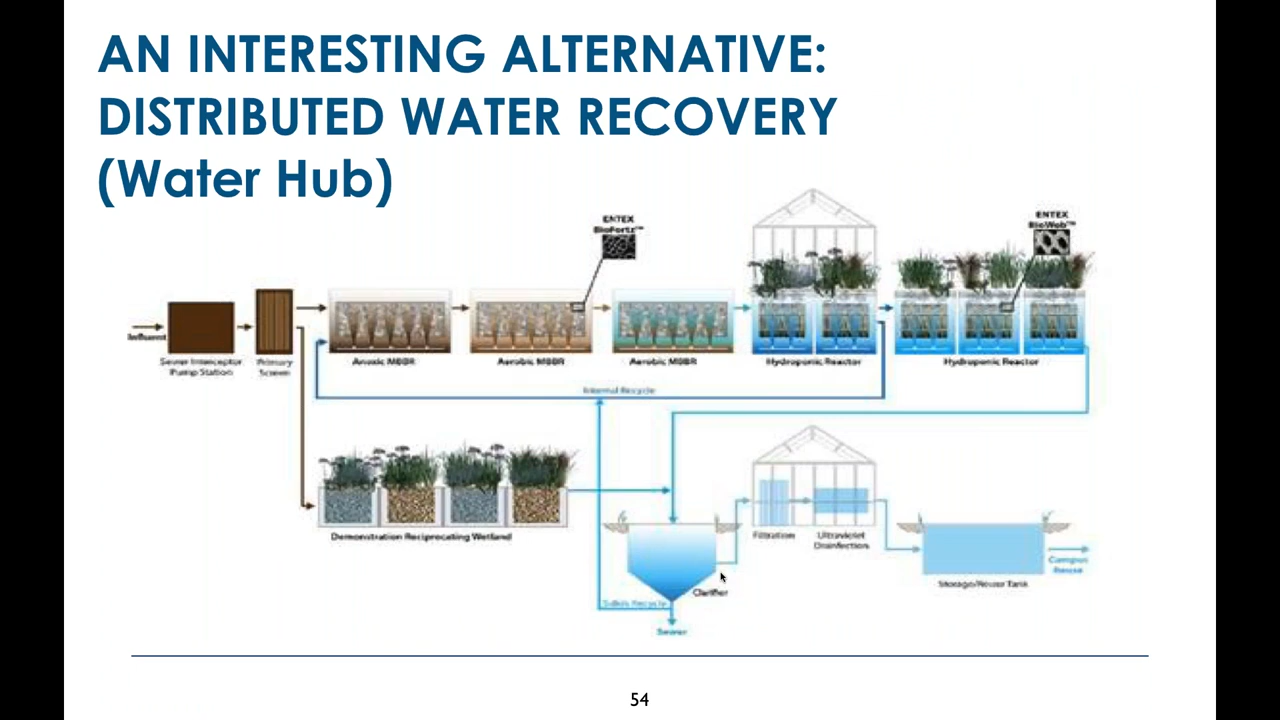 AN INTERESTING ALTERNATIVE:
DISTRIBUTED WATER RECOVERY
(Water Hub)
ENTEX
BioFortz™
ENTEX
BioWeb™
Influent
Sewer Interceptor
Pump Station
Primary
Screen
Anoxic MBBR
Aerobic MBBR
Aerobic MBBR
Hydroponic Reactor
Hydroponic Reactor
Internal Recycle
Demonstration Reciprocating Wetland
Filtration
Ultraviolet
Disinfection
Campus
Reuse
Storage/Reuse Tank
Clarifier
Solids Recycle
Sewer
54